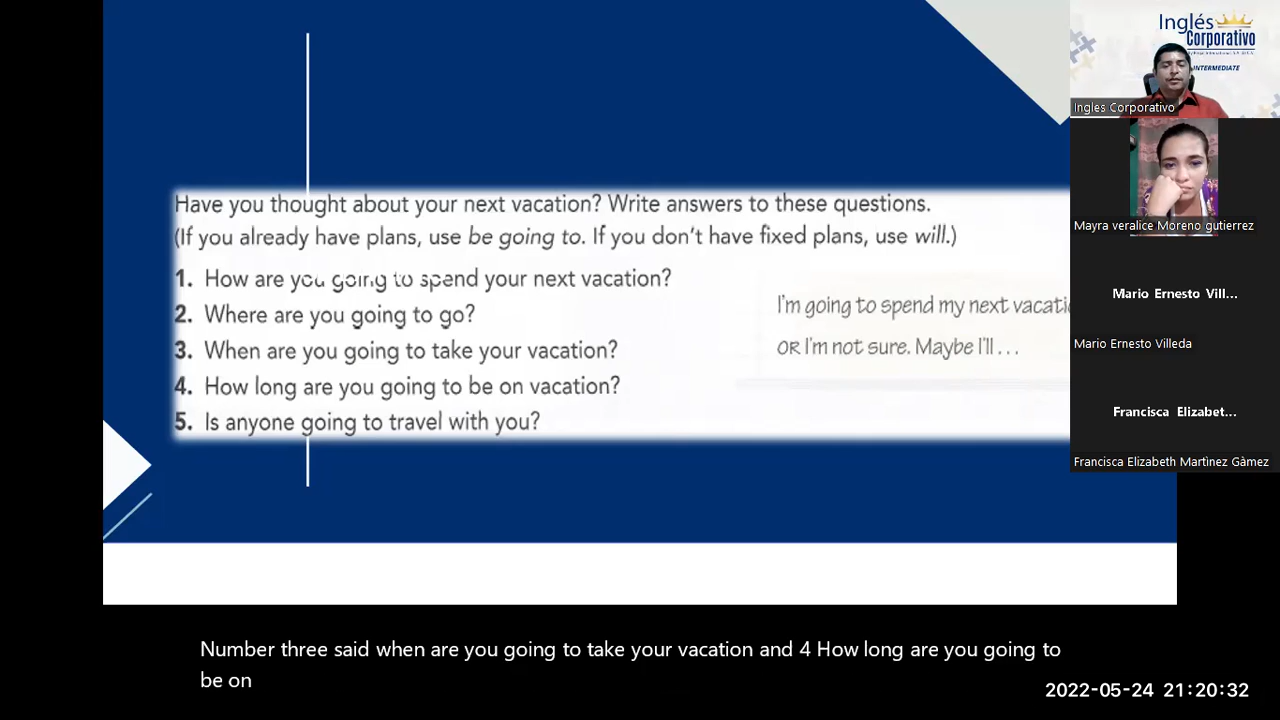 Have you thought about your next vacation? Write answers to these questions.
(If you already have plans, use be going to. If you don't have fixed plans, use will.)
1. How are you going to spend your next vacation?
2. Where are you going to go?
3. When are you going to take your vacation?
4. How long are you going to be on vacation?
5. Is anyone going to travel with you?
I'm going to spend my next vacati
OR I'm not sure. Maybe I'll ...
Inglés
Corporativo
INTERMEDIATE
Ingles Corporativo
Mayra veralice Moreno gutierrez
Mario Ernesto Vill...
Mario Ernesto Villeda
Francisca Elizabet...
Francisca Elizabeth Martìnez Gàmez
Number three said when are you going to take your vacation and 4 How long are you going to
be on
2022-05-24 21:20:32